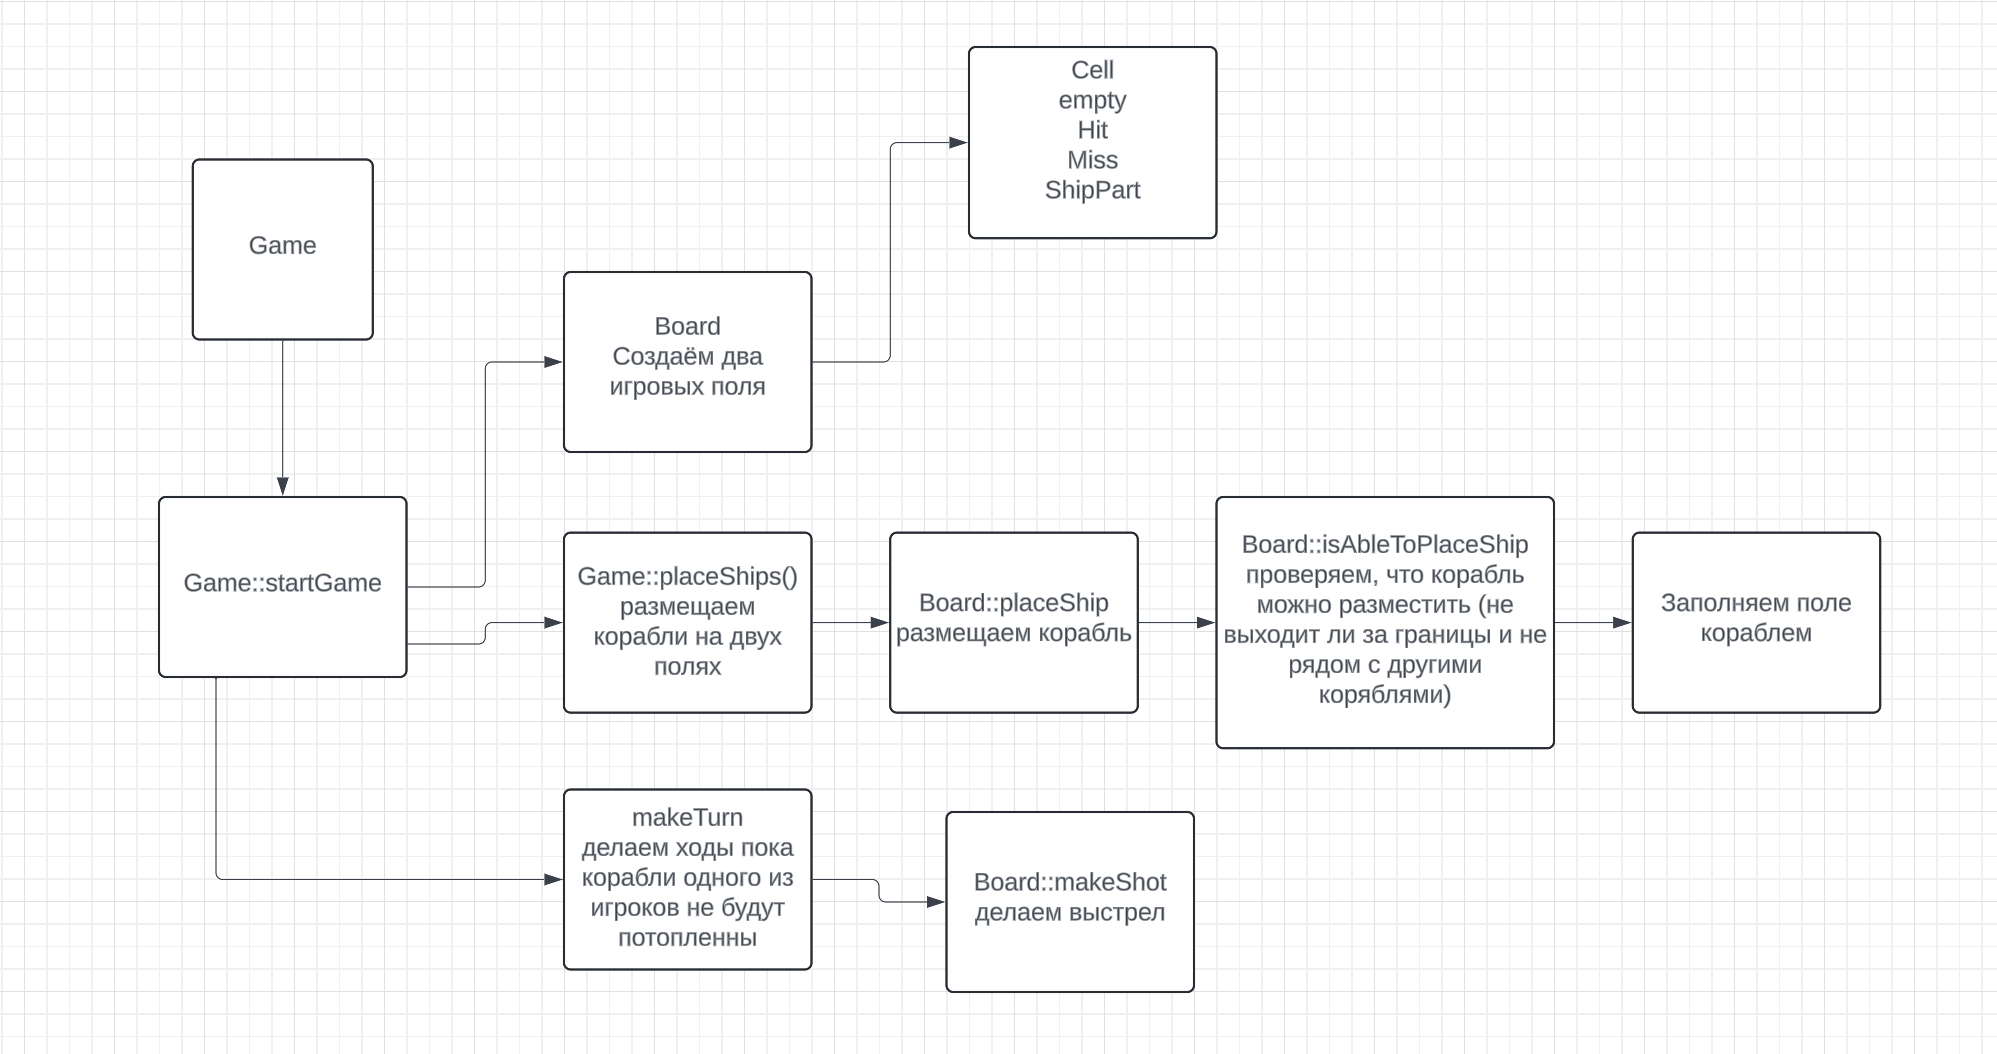 Cell
empty
Hit
Miss
ShipPart
Game
Board
Создаём два
игровых поля
Game::startGame
Game::placeShips()
размещаем
корабли на двух
полях
Board::placeShip
размещаем корабль
Board::isAbleToPlaceShip
проверяем, что корабль
можно разместить (не
выходит ли за границы и не
рядом с другими
коряблями)
Заполняем поле
кораблем
makeTurn
делаем ходы пока
корабли одного из
игроков не будут
потопленны
Board::makeShot
делаем выстрел